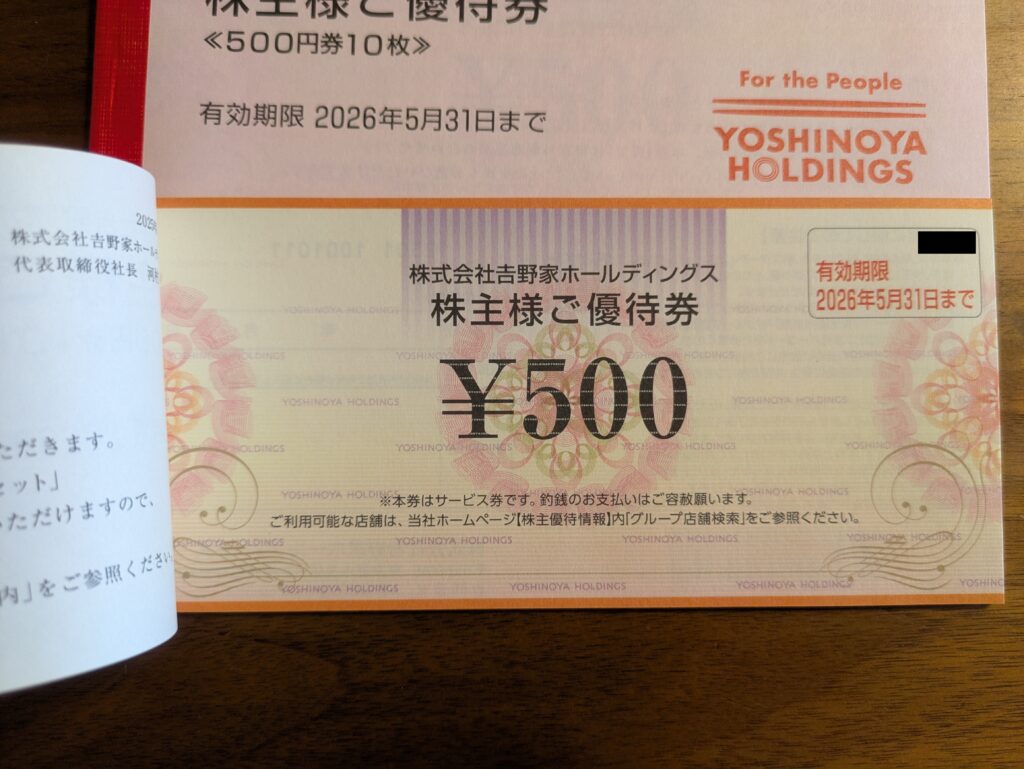 株主様ご優待券
≪500円券10枚≫
有効期限 2026年5月31日まで
For the People
YOSHINOYA
HOLDINGS
2025
株式会社𠮷野家ホー
代表取締役社長
ただきます。
セット」
ただけますので、
内」をご参照ください
株式会社𠮷野家ホールディングス
株主様ご優待券
¥500
有効期限
2026年5月31日まで
※本券はサービス券です。釣銭のお支払いはご容赦願います。
ご利用可能な店舗は、当社ホームページ【株主優待情報】内「グループ店舗検索」をご参照ください。
YOSHINOYA HOLDINGS